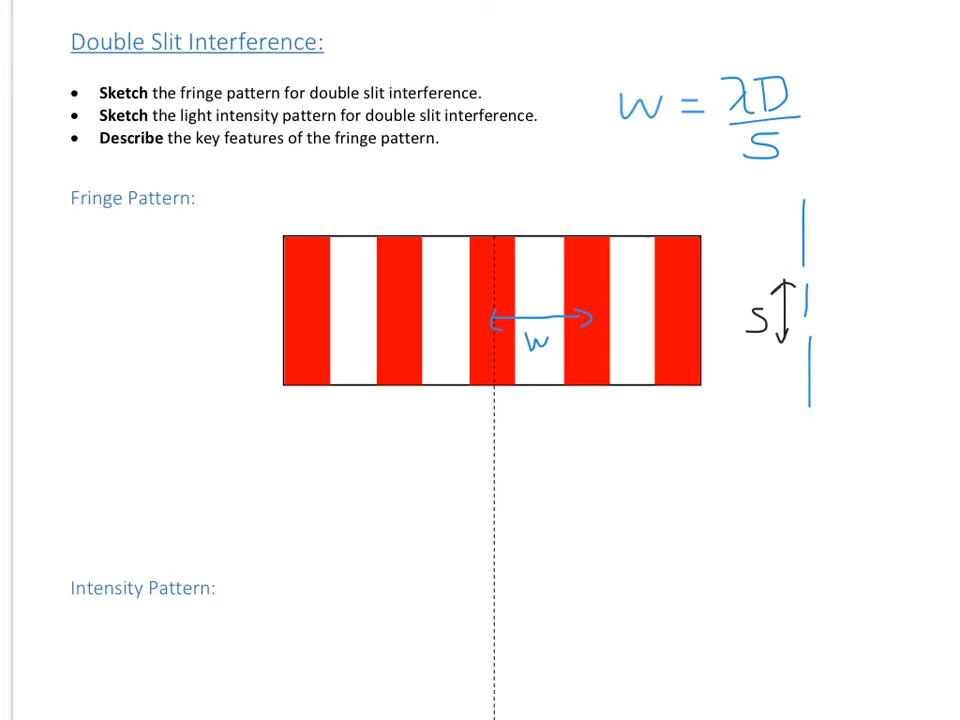 Double Slit Interference:
• Sketch the fringe pattern for double slit interference.
• Sketch the light intensity pattern for double slit interference.
• Describe the key features of the fringe pattern.
w = λD/s
Fringe Pattern:
s
w
Intensity Pattern: